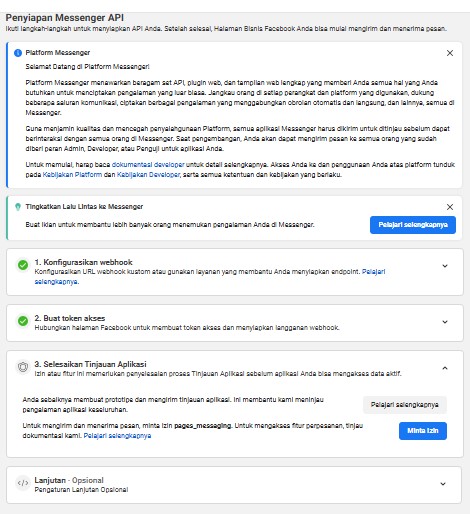 Penyiapan Messenger API
Ikuti langkah-langkah untuk menyiapkan API Anda. Setelah selesai, Halaman Bisnis Facebook Anda bisa mulai mengirim dan menerima pesan.
Platform Messenger
Selamat Datang di Platform Messenger!
Platform Messenger menawarkan beragam set API, plugin web, dan tampilan web lengkap yang memberi Anda semua hal yang Anda
butuhkan untuk menciptakan pengalaman yang luar biasa. Jangkau orang di setiap perangkat dan platform yang digunakan, dukung
beberapa saluran komunikasi, ciptakan berbagai pengalaman yang menggabungkan obrolan otomatis dan langsung, dan lainnya, semua di
Messenger.
Guna menjamin kualitas dan mencegah penyalahgunaan Platform, semua aplikasi Messenger harus dikirim untuk ditinjau sebelum dapat
berinteraksi dengan semua orang di Messenger. Saat pengembangan, Anda akan dapat mengirim pesan ke semua orang yang sudah
diberi peran Admin, Developer, atau Penguji untuk aplikasi Anda.
Untuk memulai, harap baca dokumentasi developer untuk detail selengkapnya. Akses Anda ke dan penggunaan Anda atas platform tunduk
pada Kebijakan Platform dan Kebijakan Developer, serta semua ketentuan dan kebijakan yang berlaku.
Tingkatkan Lalu Lintas ke Messenger
Buat iklan untuk membantu lebih banyak orang menemukan pengalaman Anda di Messenger.
Pelajari selengkapnya
1. Konfigurasikan webhook
Konfigurasikan URL webhook kustom atau gunakan layanan yang membantu Anda menyiapkan endpoint. Pelajari
selengkapnya.
2. Buat token akses
Hubungkan halaman Facebook untuk membuat token akses dan menyiapkan langganan webhook.
3. Selesaikan Tinjauan Aplikasi
Izin atau fitur ini memerlukan penyelesaian proses Tinjauan Aplikasi sebelum aplikasi Anda bisa mengakses data aktif.
Anda sebaiknya membuat prototipe dan mengirim tinjauan aplikasi. Ini membantu kami meninjau
pengalaman aplikasi keseluruhan.
Pelajari selengkapnya
Untuk mengirim dan menerima pesan, minta izin pages_messaging. Untuk mengakses fitur perpesanan, tinjau
dokumentasi kami. Pelajari selengkapnya
Minta Izin
</> Lanjutan - Opsional
Pengaturan Lanjutan Opsional